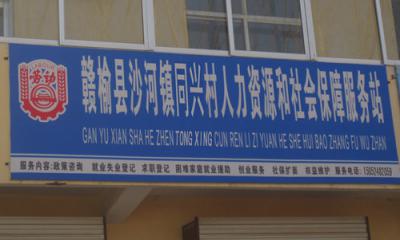 劳动
赣榆县沙河镇同兴村人力资源和社会保障服务站
GAN YU XIAN SHA HE ZHEN TONG XING CUN REN LI ZI YUAN HE SHE HUI BAO ZHANG FU WU ZHAN
服务内容:政策咨询 就业失业登记 求职登记 困难家庭就业援助 创业服务 社保扩面 权益维护 服务电话:15052482359